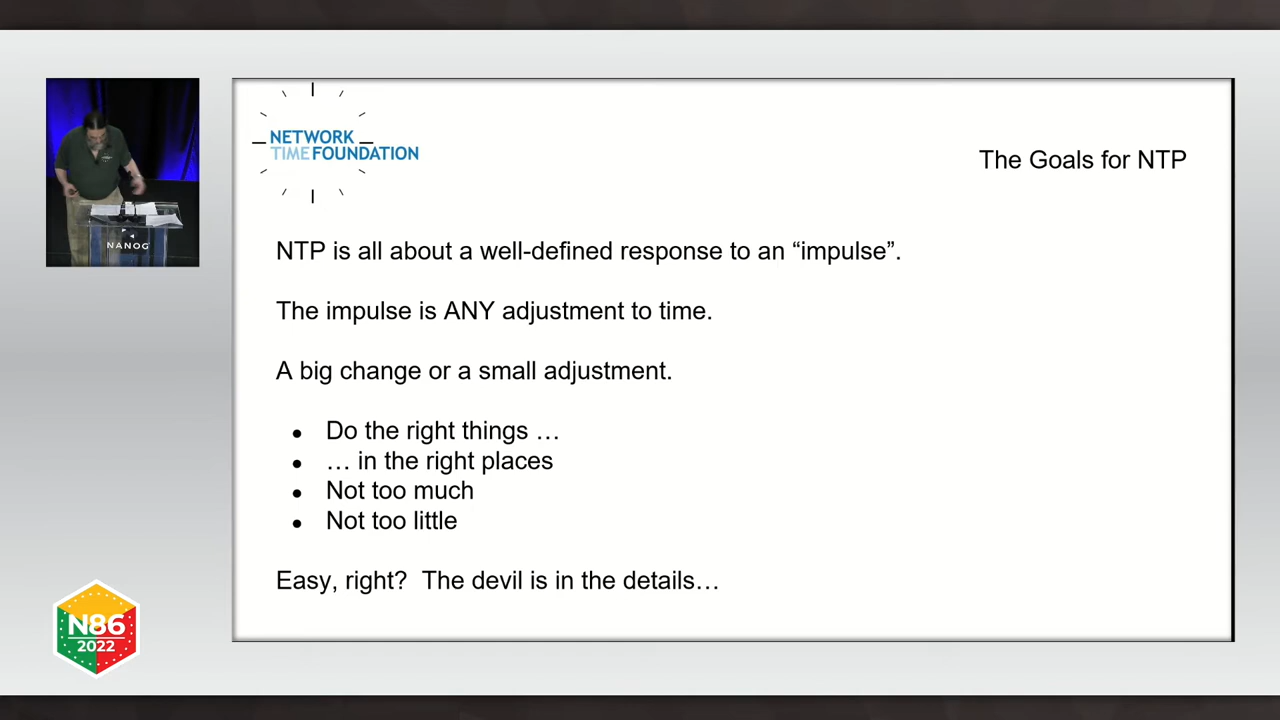 NETWORK
TIME FOUNDATION
The Goals for NTP
NTP is all about a well-defined response to an “impulse”.
The impulse is ANY adjustment to time.
A big change or a small adjustment.
● Do the right things …
● … in the right places
● Not too much
● Not too little
Easy, right?  The devil is in the details…
NANOG
N86
2022